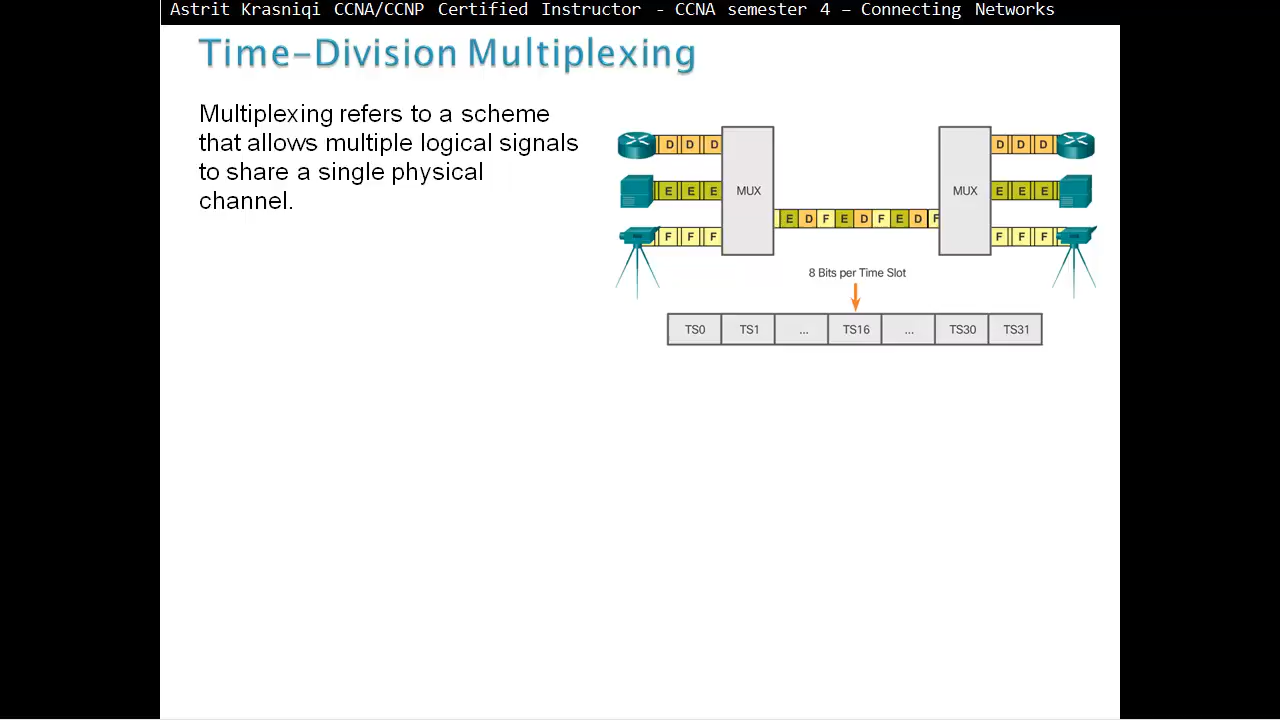 Astrit Krasniqi CCNA/CCNP Certified Instructor - CCNA semester 4 – Connecting Networks
Time-Division Multiplexing
Multiplexing refers to a scheme
that allows multiple logical signals
to share a single physical
channel.
D D D
E E E
F F F
MUX
E D F E D F E D F
MUX
D D D
E E E
F F F
8 Bits per Time Slot
TS0 TS1 ... TS16 ... TS30 TS31